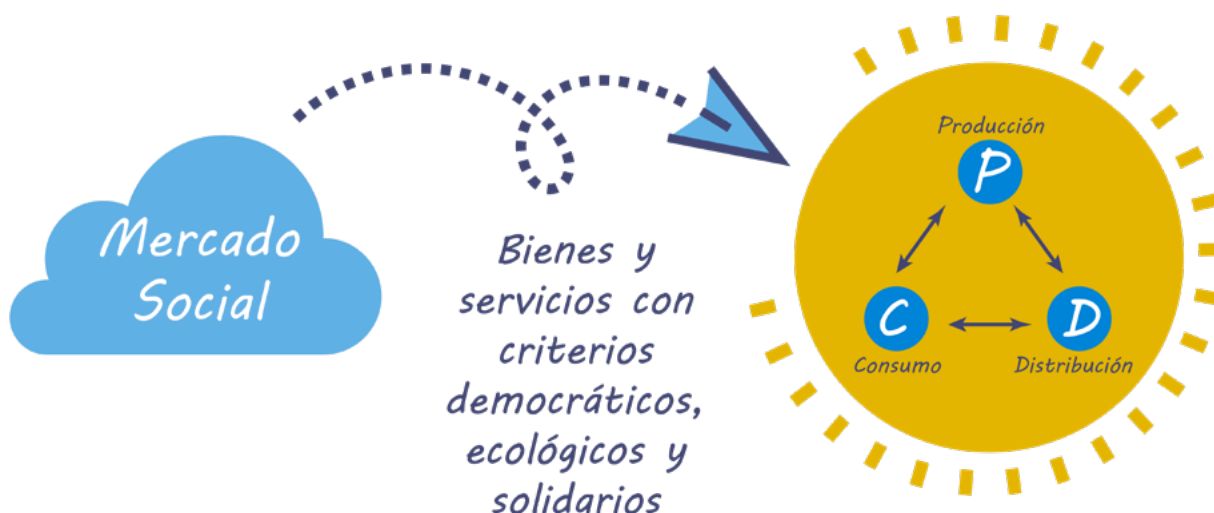 Mercado
Social
Bienes y
servicios con
criterios
democráticos,
ecológicos y
solidarios
Producción
P
C
D
Consumo
Distribución